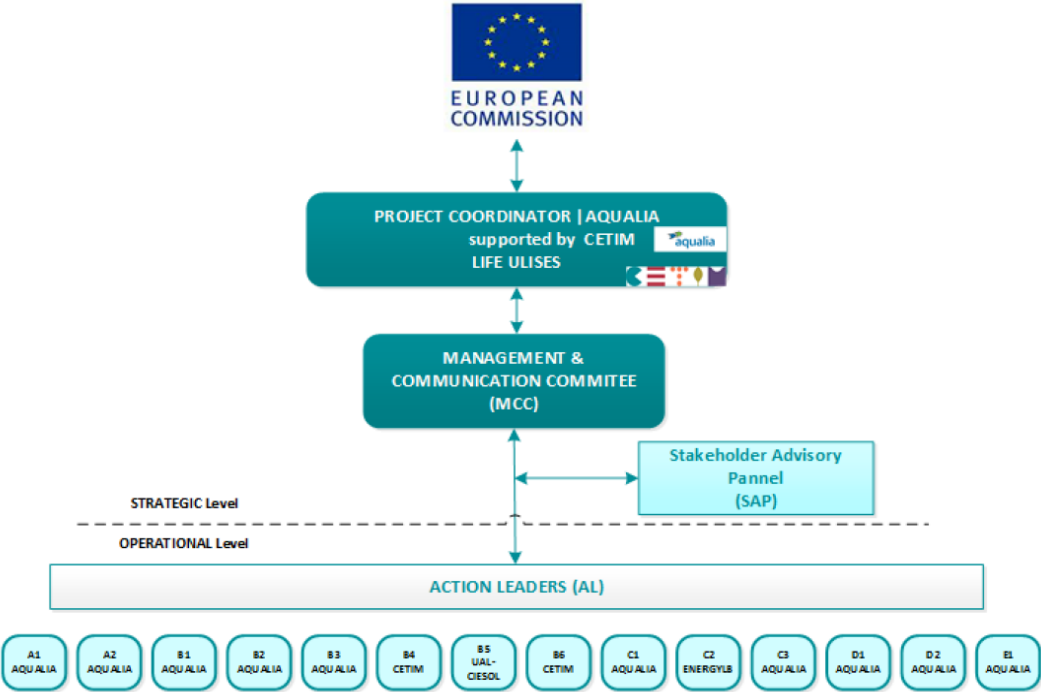 EUROPEAN
COMMISSION
PROJECT COORDINATOR | AQUALIA
supported by CETIM
LIFE ULISES
aqualia
CETIM
MANAGEMENT &
COMMUNICATION COMMITEE
(MCC)
Stakeholder Advisory
Pannel
(SAP)
STRATEGIC Level
OPERATIONAL Level
ACTION LEADERS (AL)
A1
AQUALIA
A2
AQUALIA
B1
AQUALIA
B2
AQUALIA
B3
AQUALIA
B4
CETIM
B5
UAL-
CIESOL
B6
CETIM
C1
AQUALIA
C2
ENERGYLB
C3
AQUALIA
D1
AQUALIA
D2
AQUALIA
E1
AQUALIA